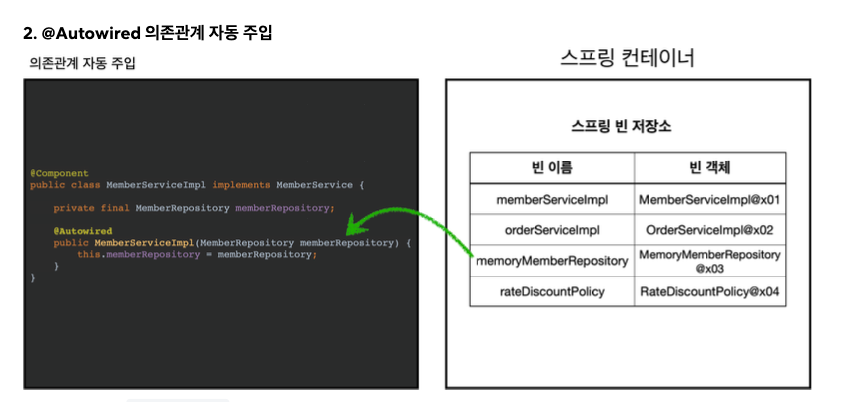 2. @Autowired 의존관계 자동 주입
의존관계 자동 주입
@Component
public class MemberServiceImpl implements MemberService {
private final MemberRepository memberRepository;
@Autowired
public MemberServiceImpl(MemberRepository memberRepository) {
this.memberRepository = memberRepository;
}
}
스프링 컨테이너
스프링 빈 저장소
빈 이름 빈 객체
memberServiceImpl MemberServiceImpl@x01
orderServiceImpl OrderServiceImpl@x02
memoryMemberRepository MemoryMemberRepository
@x03
rateDiscountPolicy RateDiscountPolicy@x04